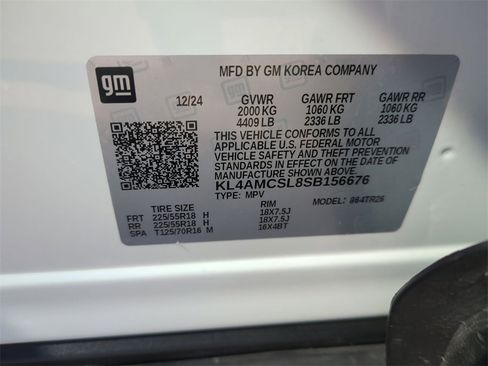 gm
MFD BY GM KOREA COMPANY
12/24 GVWR GAWR FRT GAWR RR
2000 KG 1060 KG 1060 KG
4409 LB 2336 LB 2336 LB
THIS VEHICLE CONFORMS TO ALL
APPLICABLE U.S. FEDERAL MOTOR
VEHICLE SAFETY AND THEFT PREVENTION
STANDARDS IN EFFECT ON THE DATE OF
MANUFACTURE SHOWN ABOVE.
KL4AMCSL8SB156676
TYPE: MPV MODEL:
TIRE SIZE RIM
FRT 225/55R18 H 18X7.5J
RR 225/55R18 H 18X7.5J
SPA T125/70R16 M 16X4BT